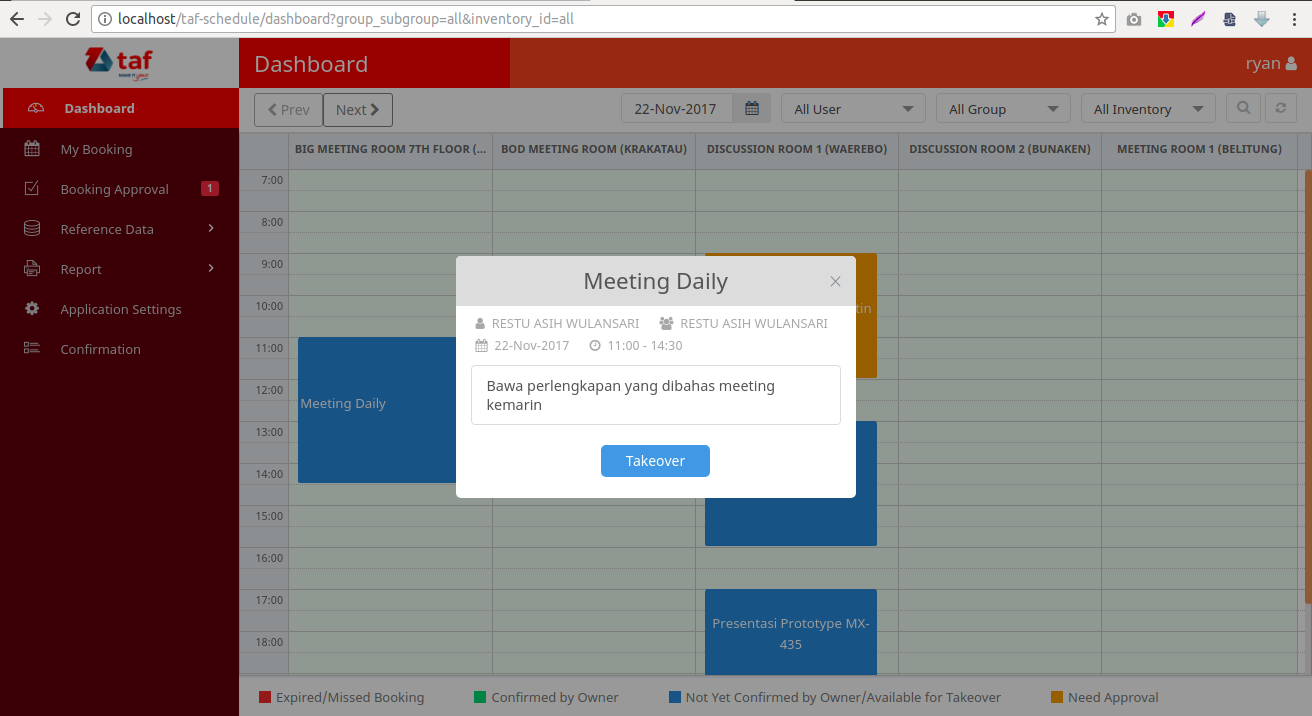 localhost/taf-schedule/dashboard?group_subgroup=all&inventory_id=all
taf
Dashboard
ryan
Dashboard
My Booking
Booking Approval 1
Reference Data
Report
Application Settings
Confirmation
Prev
Next
22-Nov-2017
All User
All Group
All Inventory
BIG MEETING ROOM 7TH FLOOR (...
BOD MEETING ROOM (KRAKATAU)
DISCUSSION ROOM 1 (WAEREBO)
DISCUSSION ROOM 2 (BUNAKEN)
MEETING ROOM 1 (BELITUNG)
7:00
8:00
9:00
10:00
11:00
12:00
13:00
14:00
15:00
16:00
17:00
18:00
Meeting Daily
tin
Meeting Daily
RESTU ASIH WULANSARI
RESTU ASIH WULANSARI
22-Nov-2017
11:00 - 14:30
Bawa perlengkapan yang dibahas meeting
kemarin
Takeover
Presentasi Prototype MX-
435
Expired/Missed Booking
Confirmed by Owner
Not Yet Confirmed by Owner/Available for Takeover
Need Approval